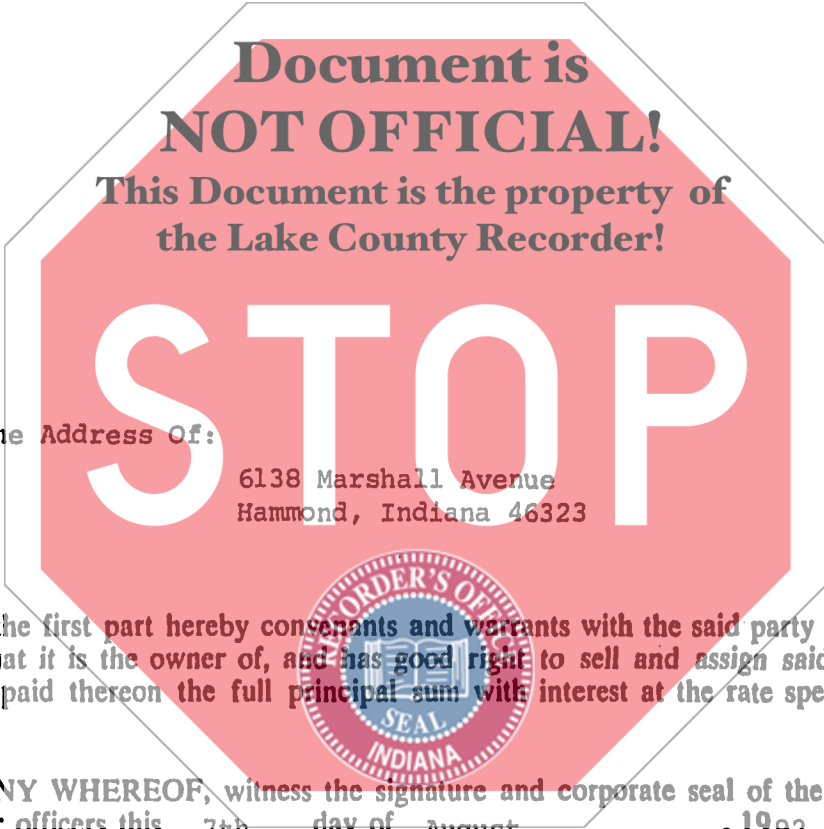 Document is
NOT OFFICIAL!
This Document is the property of
the Lake County Recorder!
STOP
Address Of:
6138 Marshall Avenue
Hammond, Indiana 46323
RECORDER'S OFFICE
first part hereby convenants and warrants with the said party
it is the owner of, and has good right to sell and assign said
paid thereon the full principal sum with interest at the rate
SEAL
INDIANA
WHEREOF, witness the signature and corporate seal of the
officers this 7th day of August